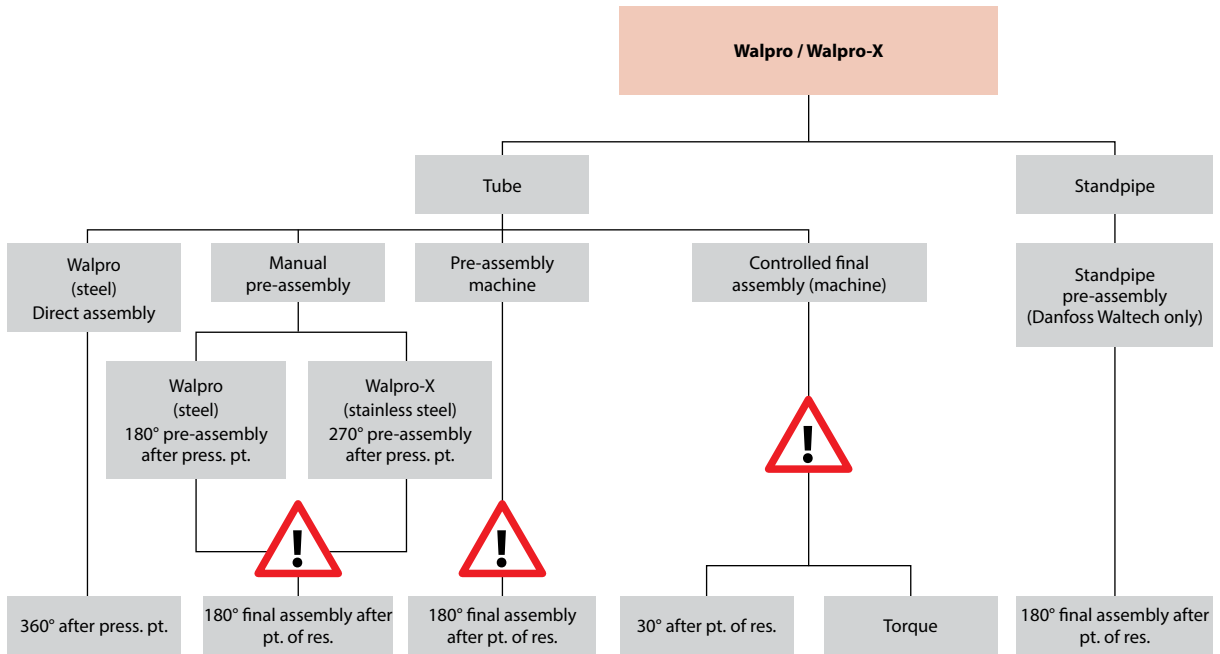 Walpro / Walpro-X
Tube
Standpipe
Walpro
(steel)
Direct assembly
Manual
pre-assembly
Pre-assembly
machine
Controlled final
assembly (machine)
Standpipe
pre-assembly
(Danfoss Waltech only)
Walpro
(steel)
180° pre-assembly
after press. pt.
Walpro-X
(stainless steel)
270° pre-assembly
after press. pt.
!
!
!
360° after press. pt.
180° final assembly after
pt. of res.
180° final assembly
after pt. of res.
30° after pt. of res.
Torque
180° final assembly after
pt. of res.